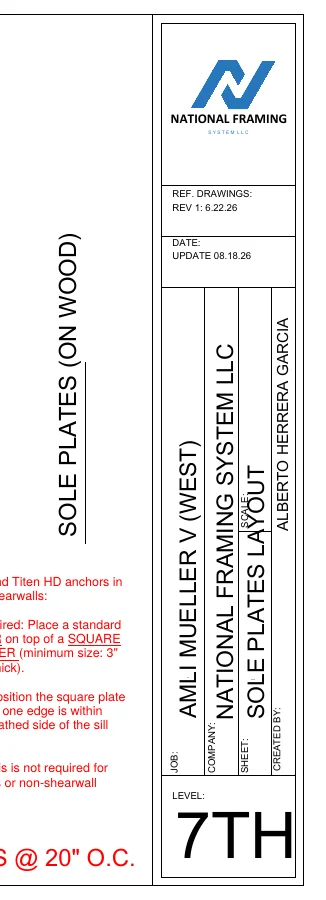 SOLE PLATES (ON WOOD)
nd Titen HD anchors in
earwalls:
ired: Place a standard
R on top of a SQUARE
ER (minimum size: 3"
hick).
osition the square plate
one edge is within
athed side of the sill
is is not required for
s or non-shearwall
S @ 20" O.C.
NATIONAL FRAMING
SYSTEM LLC
REF. DRAWINGS:
REV 1: 6.22.26
DATE:
UPDATE 08.18.26
JOB:
AMLI MUELLER V (WEST)
COMPANY:
NATIONAL FRAMING SYSTEM LLC
SHEET:
SOLE PLATES LAYOUT
SCALE:
CREATED BY:
ALBERTO HERRERA GARCIA
LEVEL:
7TH